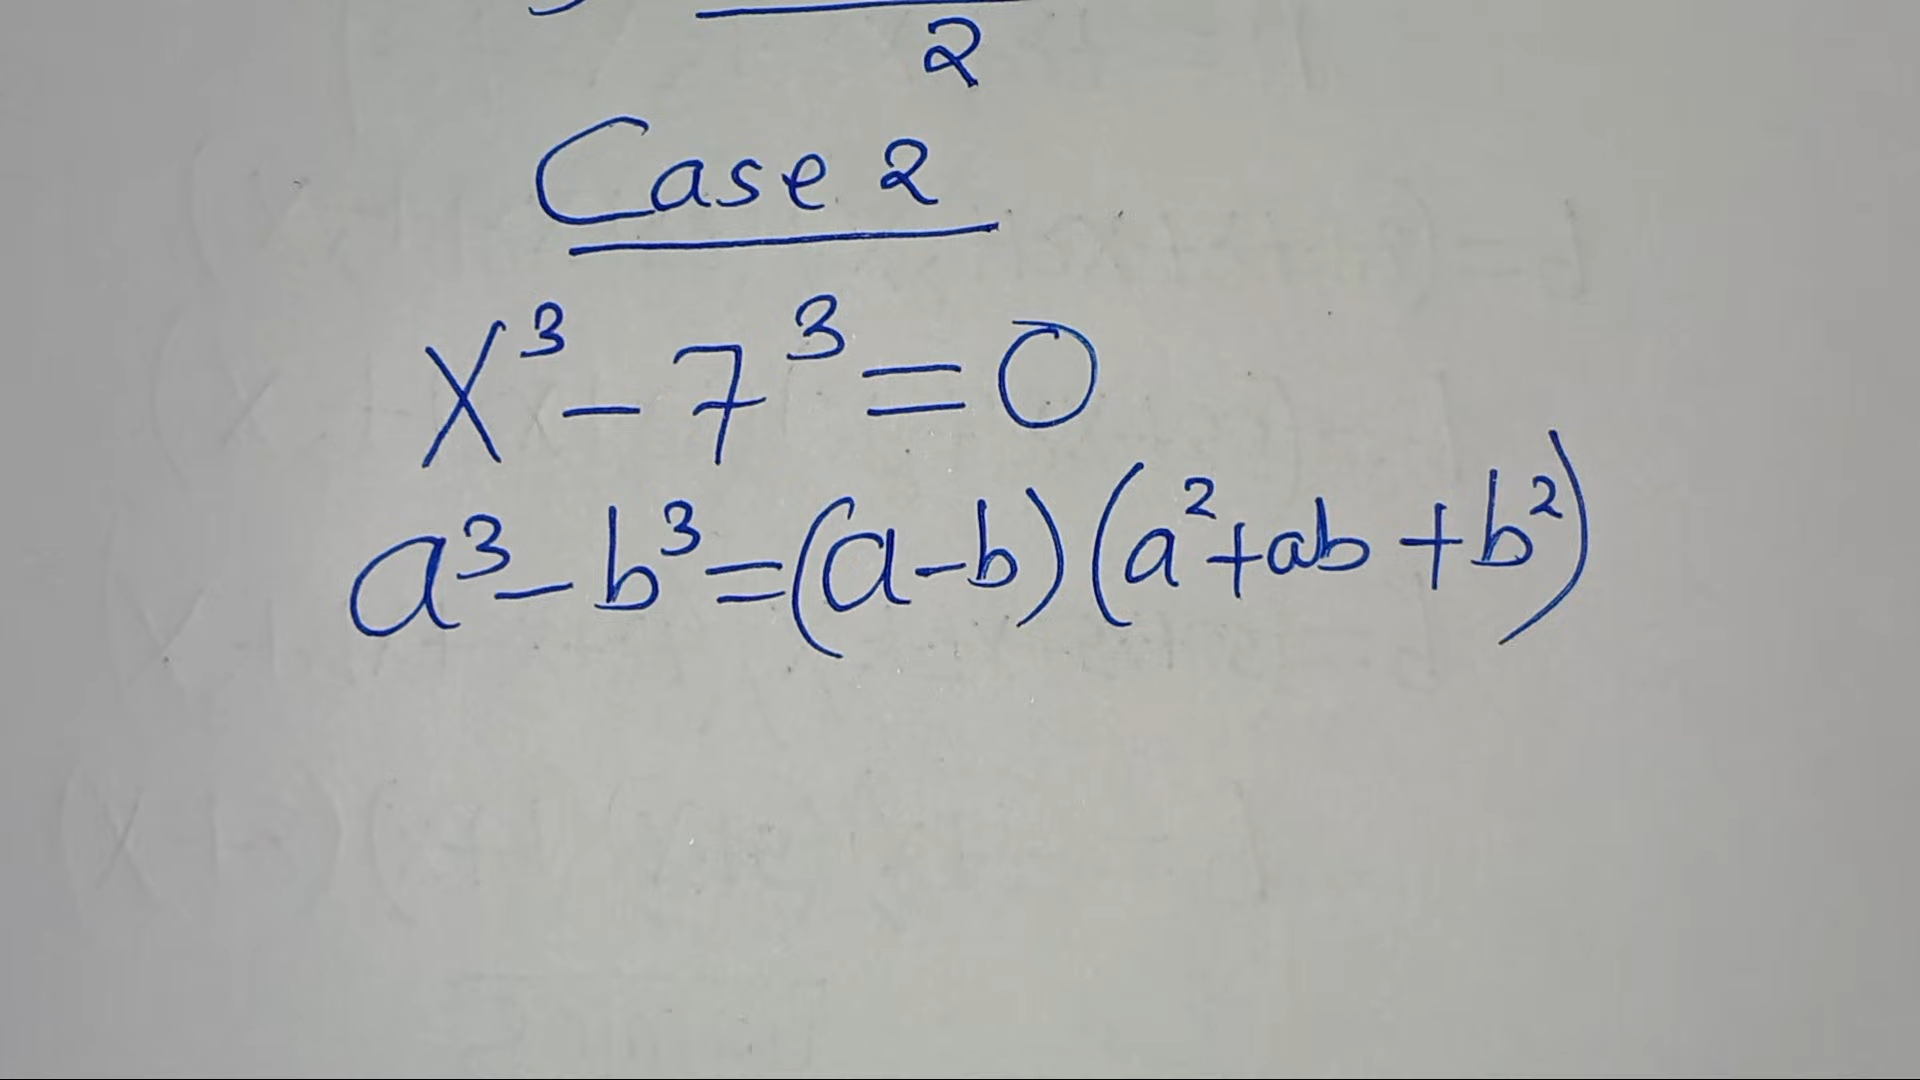 2
Case 2
x³ - 7³ = 0
a³ - b³ = (a - b) (a² + ab + b²)